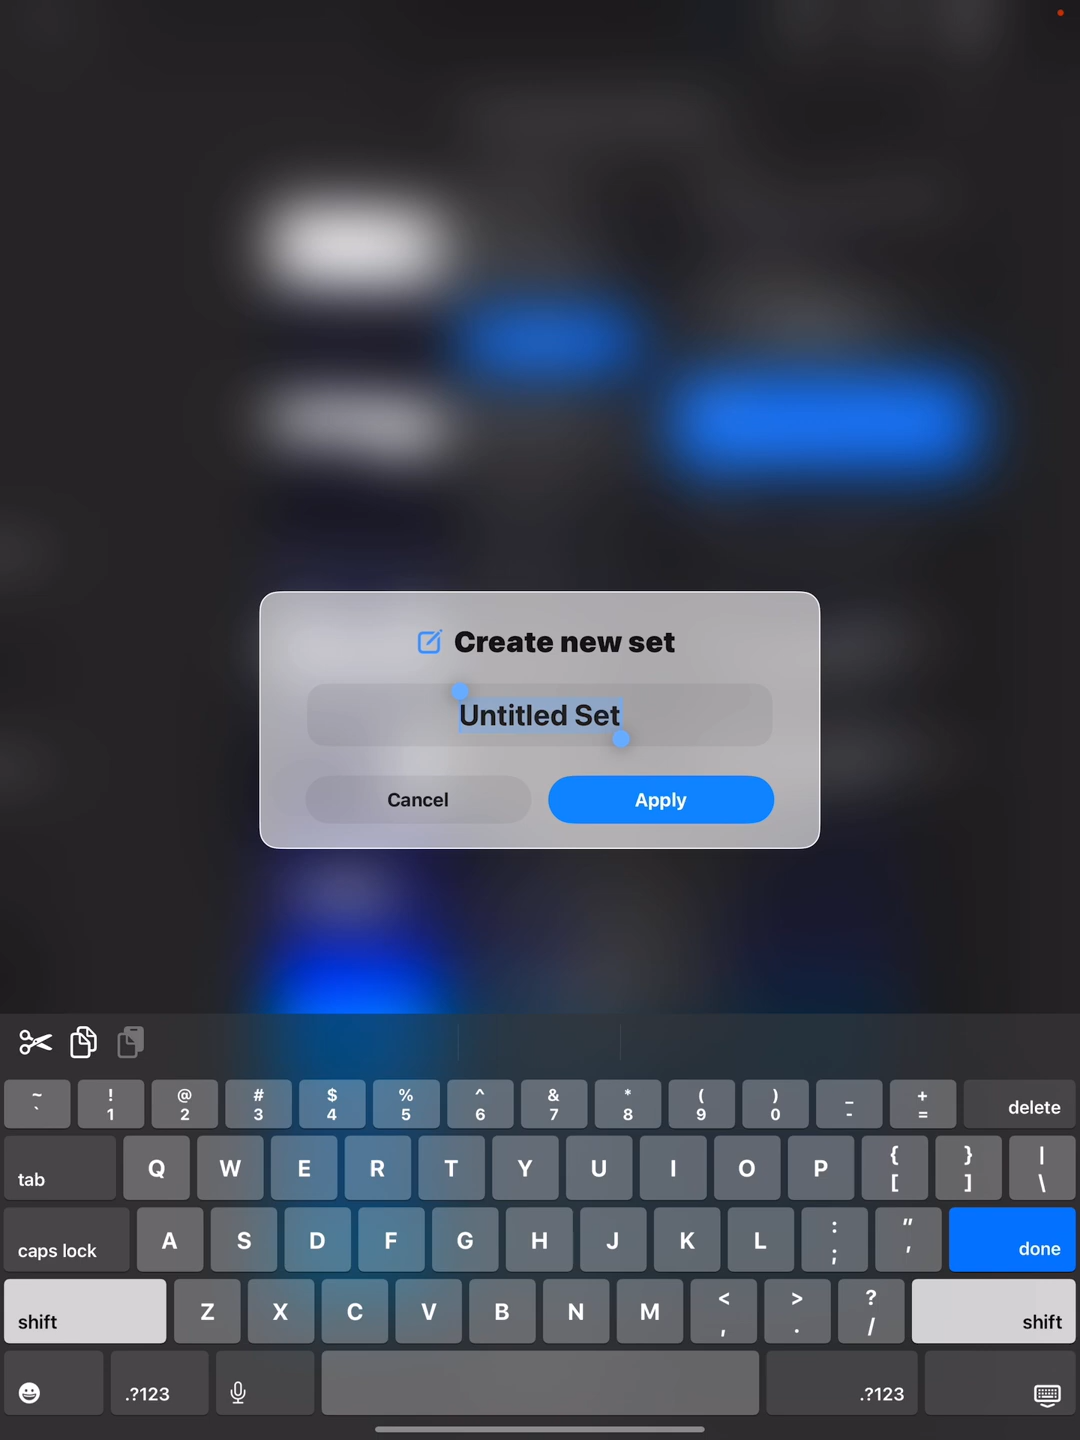 Create new set
Untitled Set
Cancel Apply
~ ! @ # $ % ^ & * ( ) _ +
` 1 2 3 4 5 6 7 8 9 0 - = delete
tab Q W E R T Y U I O P { [ } ] | \
caps lock A S D F G H J K L : ; " ' done
shift Z X C V B N M < , > . ? / shift
.?123 .?123